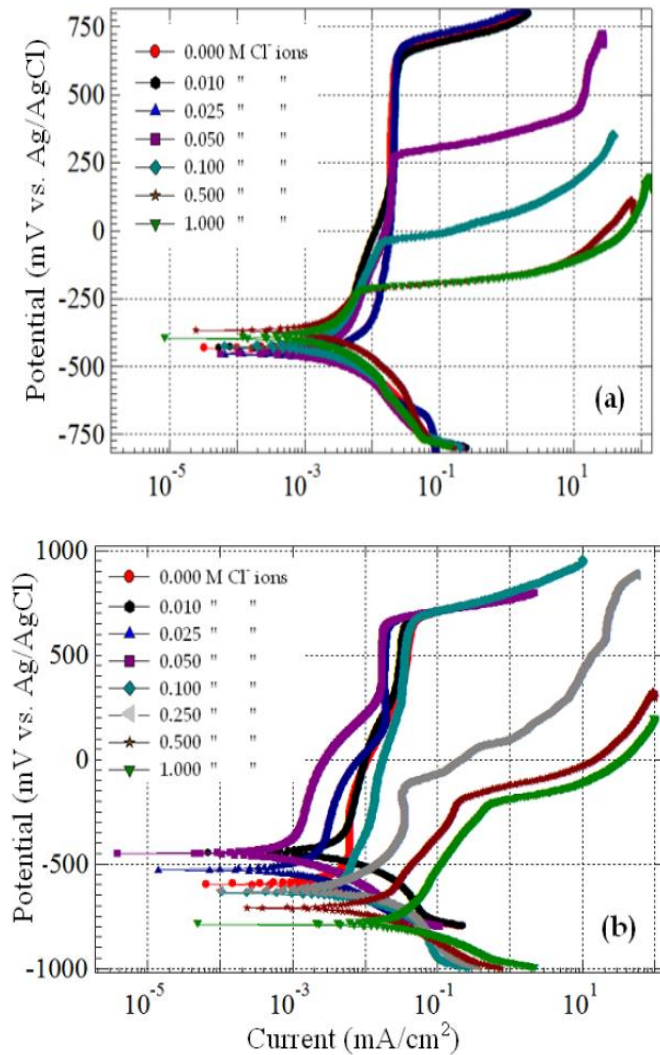 750
500
250
0
-250
-500
-750
Potential (mV vs. Ag/AgCl)
0.000 M Cl⁻ ions
0.010 " "
0.025 " "
0.050 " "
0.100 " "
0.500 " "
1.000 " "
(a)
10⁻⁵ 10⁻³ 10⁻¹ 10¹
1000
500
0
-500
-1000
Potential (mV vs. Ag/AgCl)
0.000 M Cl⁻ ions
0.010 " "
0.025 " "
0.050 " "
0.100 " "
0.250 " "
0.500 " "
1.000 " "
(b)
10⁻⁵ 10⁻³ 10⁻¹ 10¹
Current (mA/cm²)